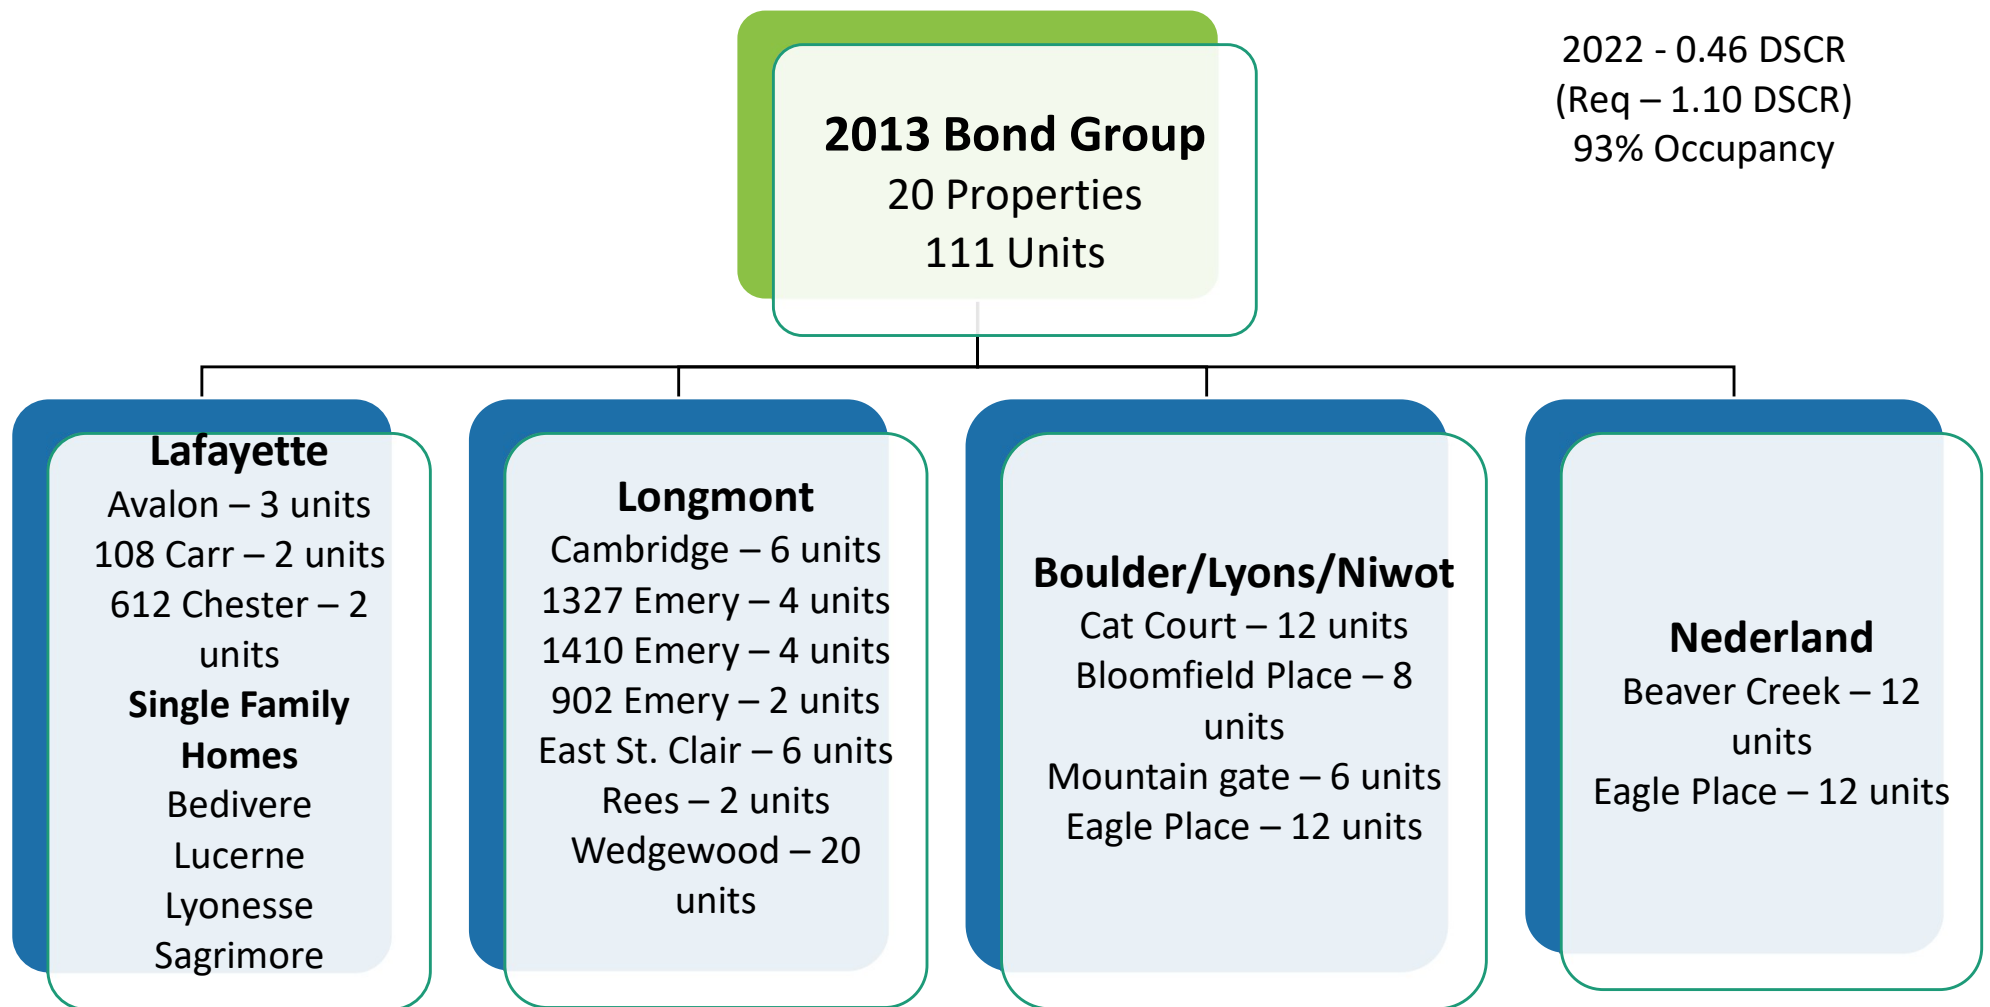 2022 - 0.46 DSCR
(Req – 1.10 DSCR)
93% Occupancy
2013 Bond Group
20 Properties
111 Units
Lafayette
Avalon – 3 units
108 Carr – 2 units
612 Chester – 2
units
Single Family
Homes
Bedivere
Lucerne
Lyonesse
Sagrimore
Longmont
Cambridge – 6 units
1327 Emery – 4 units
1410 Emery – 4 units
902 Emery – 2 units
East St. Clair – 6 units
Rees – 2 units
Wedgewood – 20
units
Boulder/Lyons/Niwot
Cat Court – 12 units
Bloomfield Place – 8
units
Mountain gate – 6 units
Eagle Place – 12 units
Nederland
Beaver Creek – 12
units
Eagle Place – 12 units